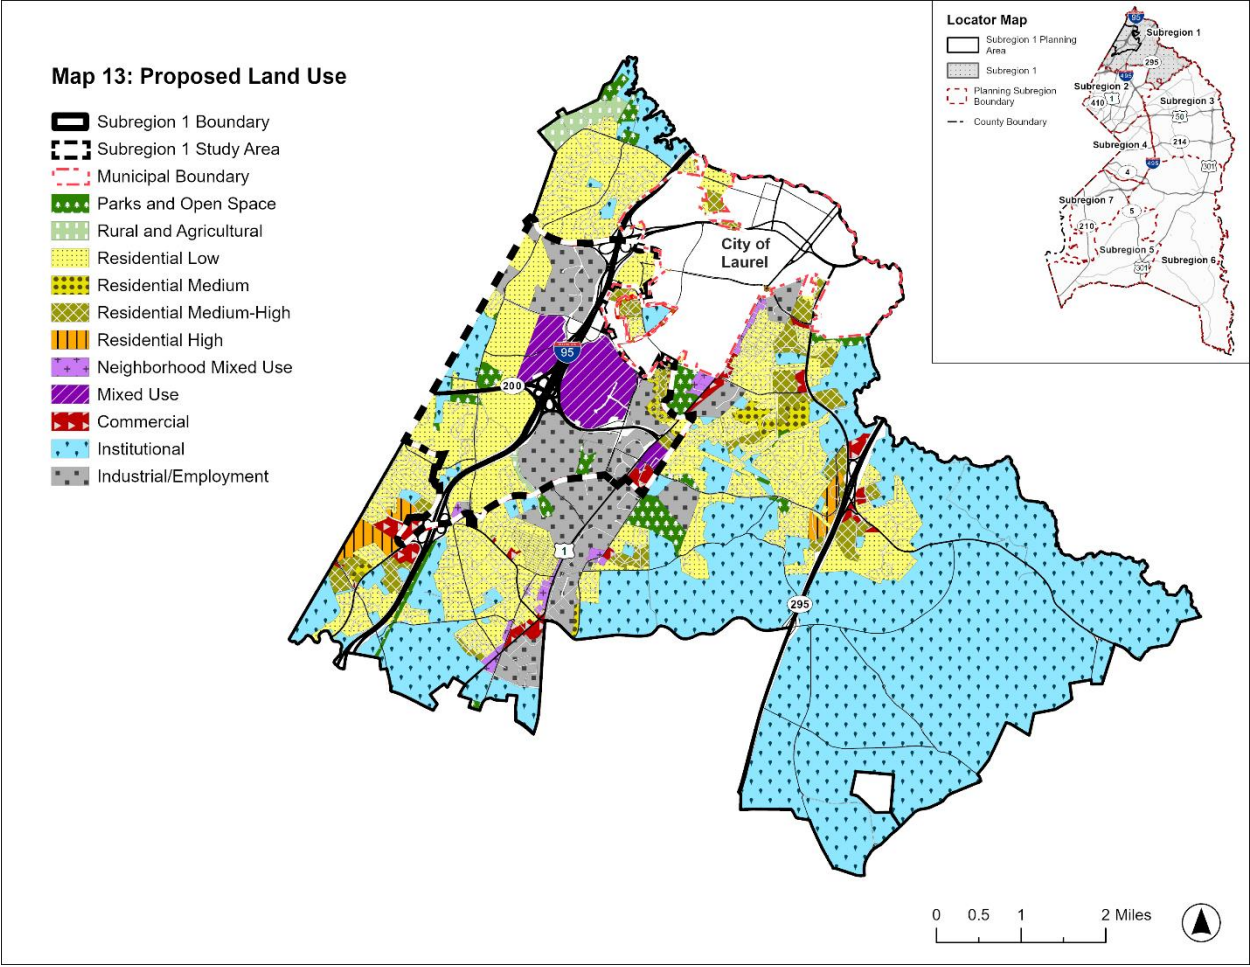 Map 13: Proposed Land Use
Subregion 1 Boundary
Subregion 1 Study Area
Municipal Boundary
Parks and Open Space
Rural and Agricultural
Residential Low
Residential Medium
Residential Medium-High
Residential High
Neighborhood Mixed Use
Mixed Use
Commercial
Institutional
Industrial/Employment
City of
Laurel
95
200
1
295
Locator Map
Subregion 1 Planning
Area
Subregion 1
Planning Subregion
Boundary
County Boundary
95
Subregion 1
295
495
Subregion 2
410
1
Subregion 3
50
214
Subregion 4
495
4
301
Subregion 7
5
210
Subregion 5
Subregion 6
301
0 0.5 1 2 Miles